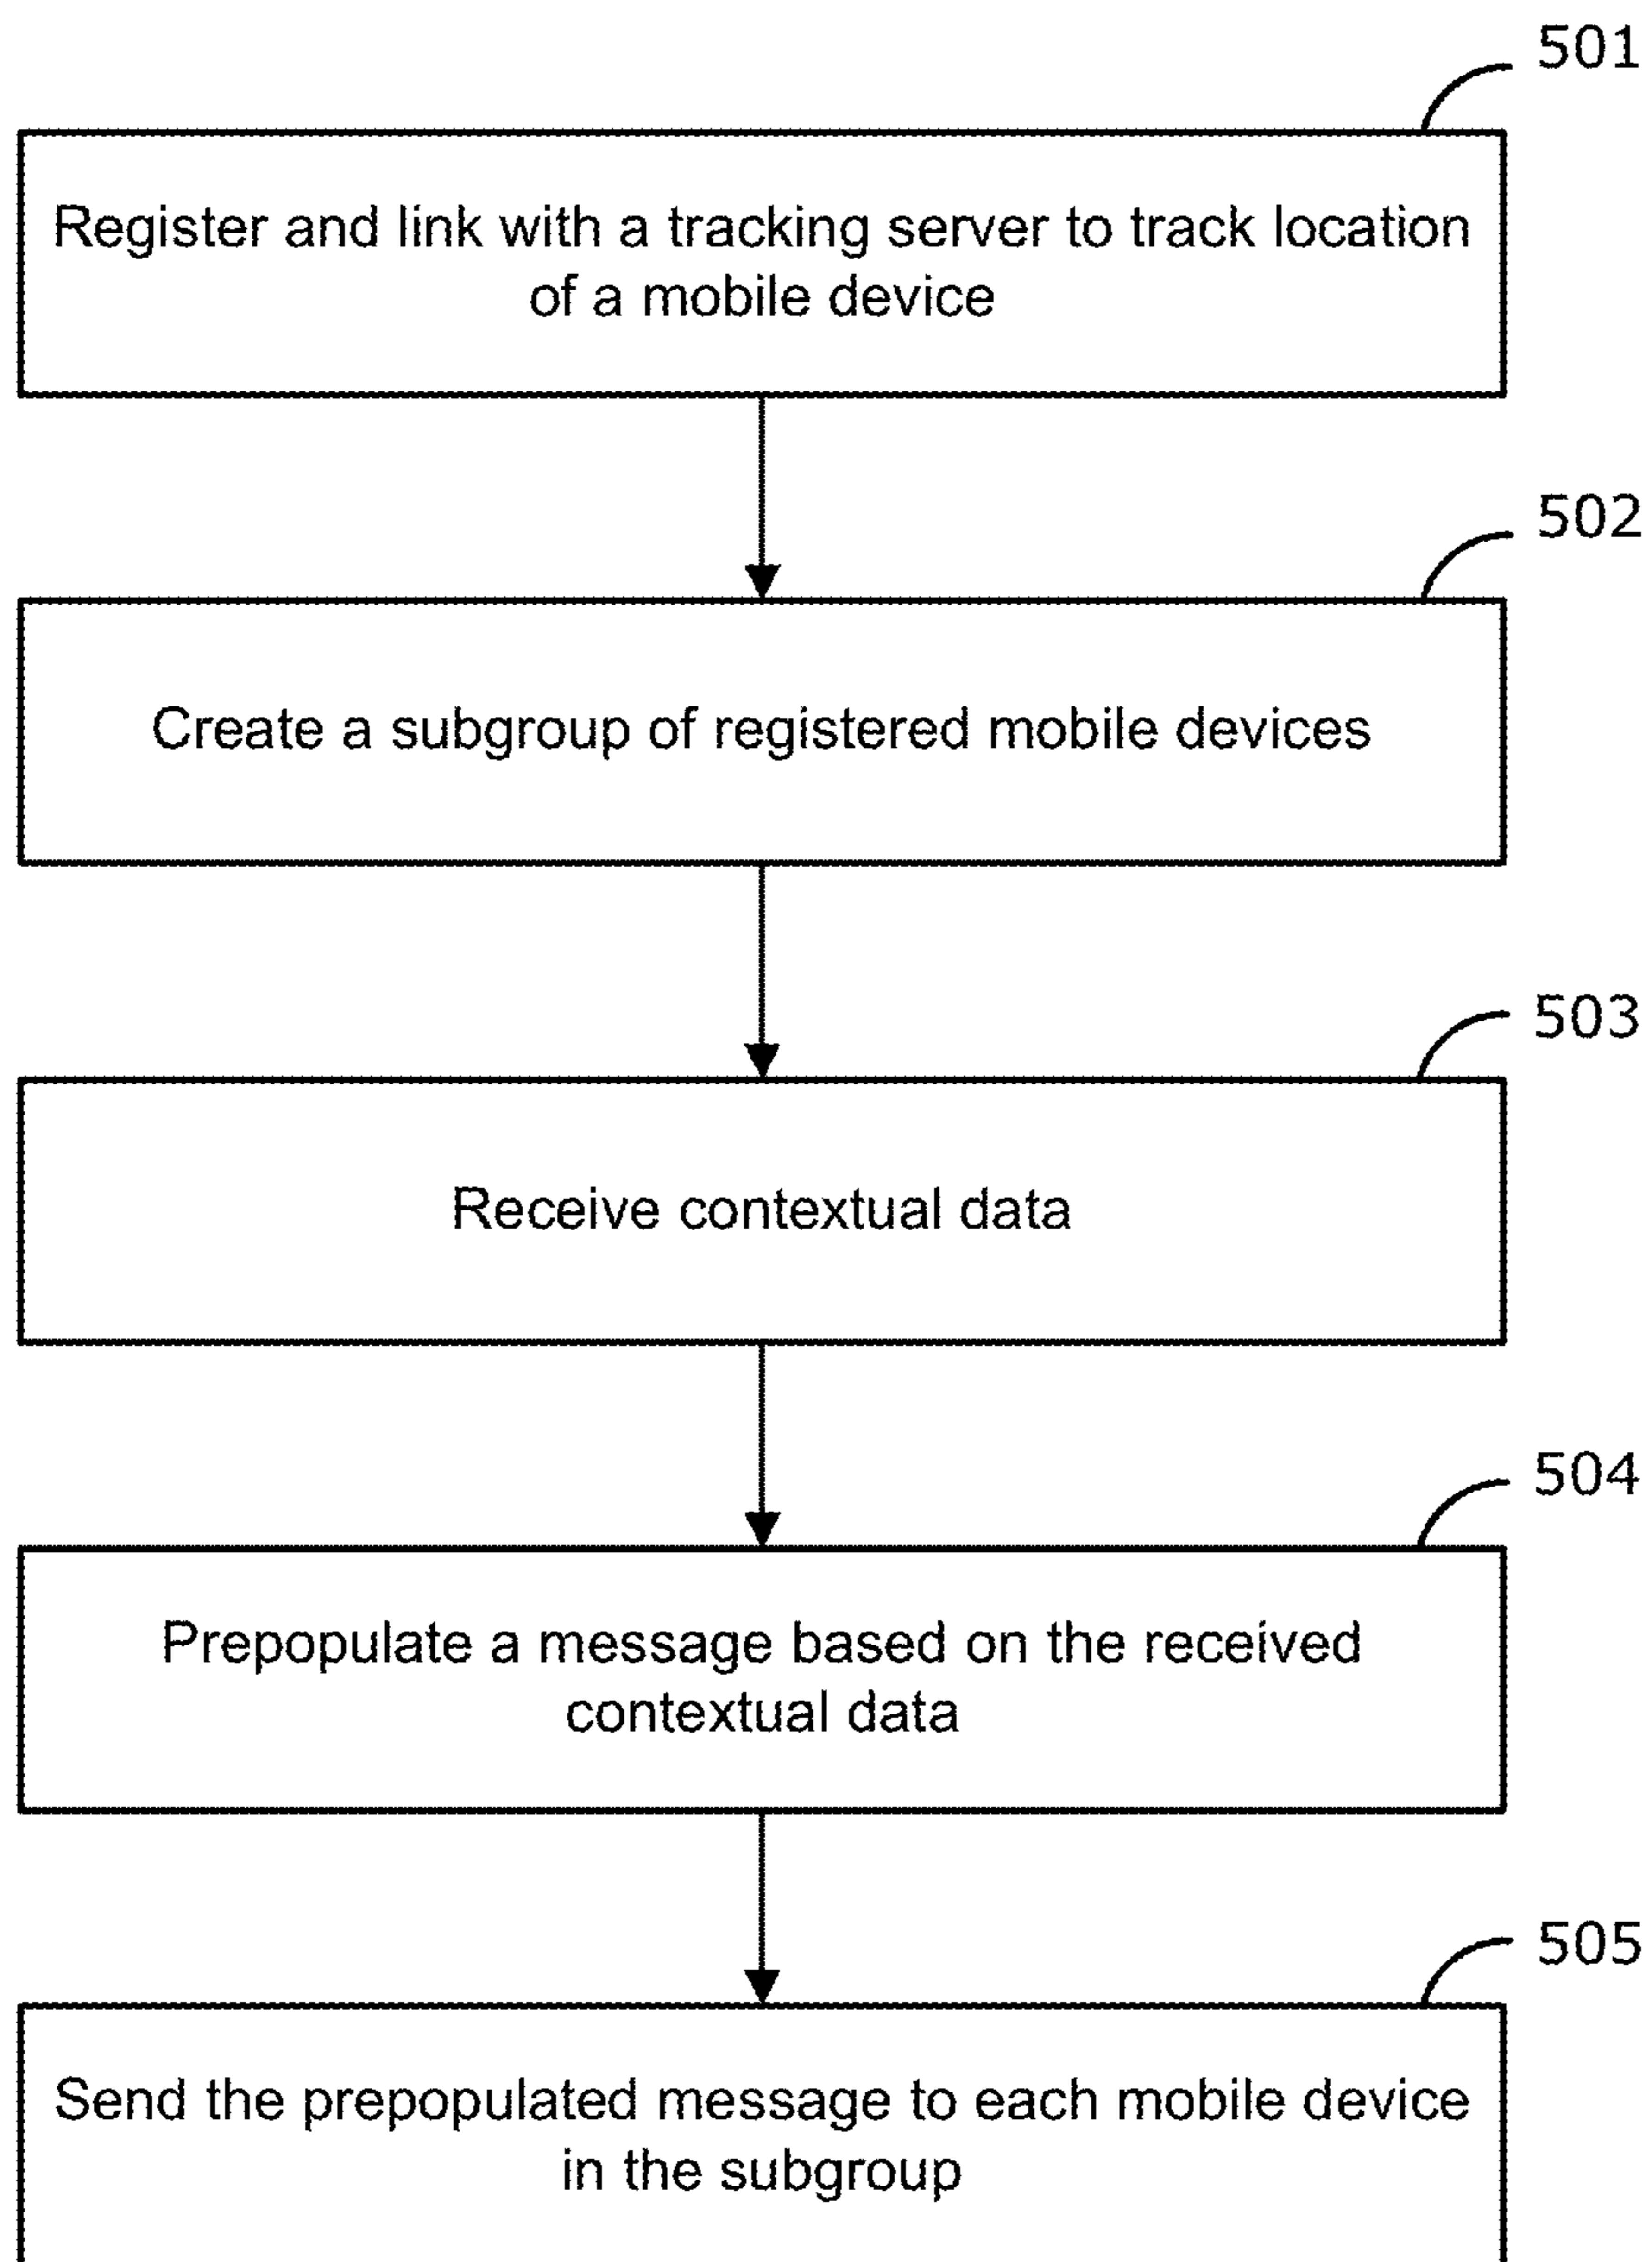 501
Register and link with a tracking server to track location
of a mobile device
502
Create a subgroup of registered mobile devices
503
Receive contextual data
504
Prepopulate a message based on the received
contextual data
505
Send the prepopulated message to each mobile device
in the subgroup